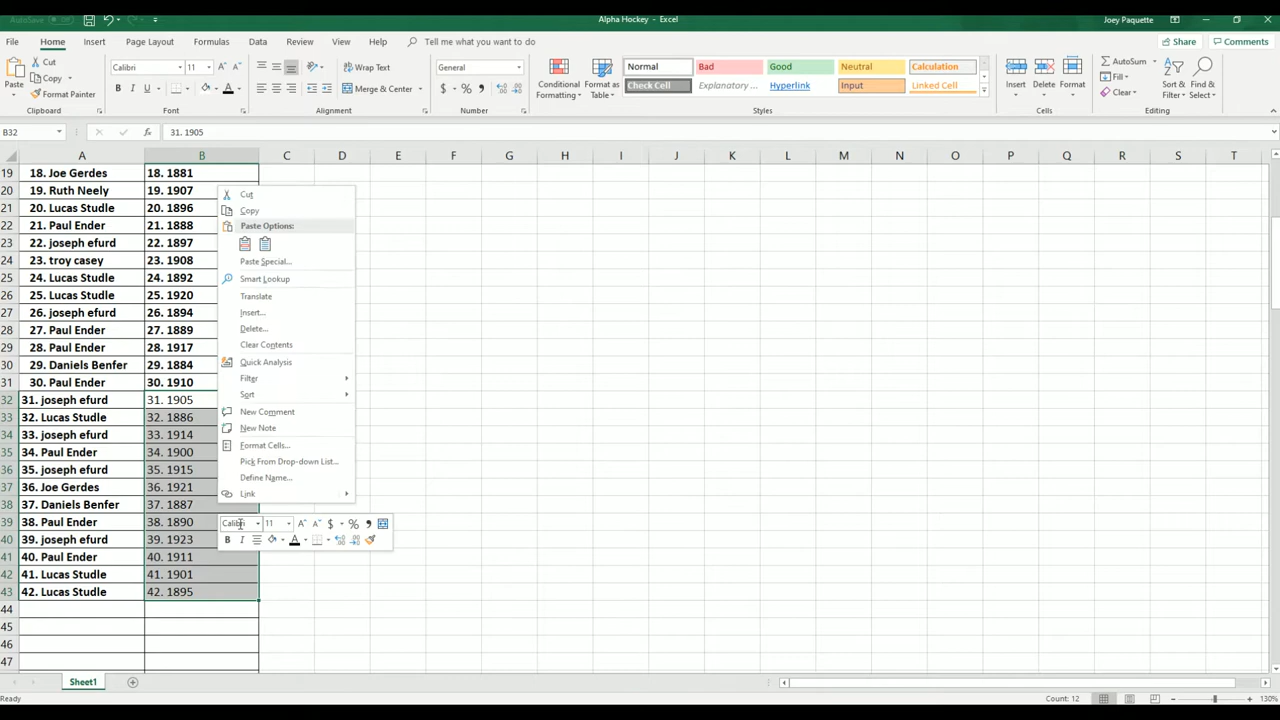 AutoSave Off
Alpha Hockey - Excel
Joey Paquette
File Home Insert Page Layout Formulas Data Review View Help Tell me what you want to do Share Comments
Paste Cut Copy Format Painter Clipboard
Calibri 11 B I U A Font
Wrap Text Merge & Center Alignment
General $ % , Number
Conditional Formatting Format as Table
Normal Bad Good Neutral Calculation
Check Cell Explanatory ... Hyperlink Input Linked Cell
Styles
Insert Delete Format Cells
AutoSum Fill Clear Sort & Filter Find & Select Editing
B32 fx 31. 1905
A B C D E F G H I J K L M N O P Q R S T
19 18. Joe Gerdes 18. 1881
20 19. Ruth Neely 19. 1907
21 20. Lucas Studle 20. 1896
22 21. Paul Ender 21. 1888
23 22. joseph efurd 22. 1897
24 23. troy casey 23. 1908
25 24. Lucas Studle 24. 1892
26 25. Lucas Studle 25. 1920
27 26. joseph efurd 26. 1894
28 27. Paul Ender 27. 1889
29 28. Paul Ender 28. 1917
30 29. Daniels Benfer 29. 1884
31 30. Paul Ender 30. 1910
32 31. joseph efurd 31. 1905
33 32. Lucas Studle 32. 1886
34 33. joseph efurd 33. 1914
35 34. Paul Ender 34. 1900
36 35. joseph efurd 35. 1915
37 36. Joe Gerdes 36. 1921
38 37. Daniels Benfer 37. 1887
39 38. Paul Ender 38. 1890
40 39. joseph efurd 39. 1923
41 40. Paul Ender 40. 1911
42 41. Lucas Studle 41. 1901
43 42. Lucas Studle 42. 1895
44
45
46
47
Cut
Copy
Paste Options:
Paste Special...
Smart Lookup
Translate
Insert...
Delete...
Clear Contents
Quick Analysis
Filter
Sort
New Comment
New Note
Format Cells...
Pick From Drop-down List...
Define Name...
Link
Calibri 11 A A $ % ,
B I A
Sheet1
Ready Count: 12 130%